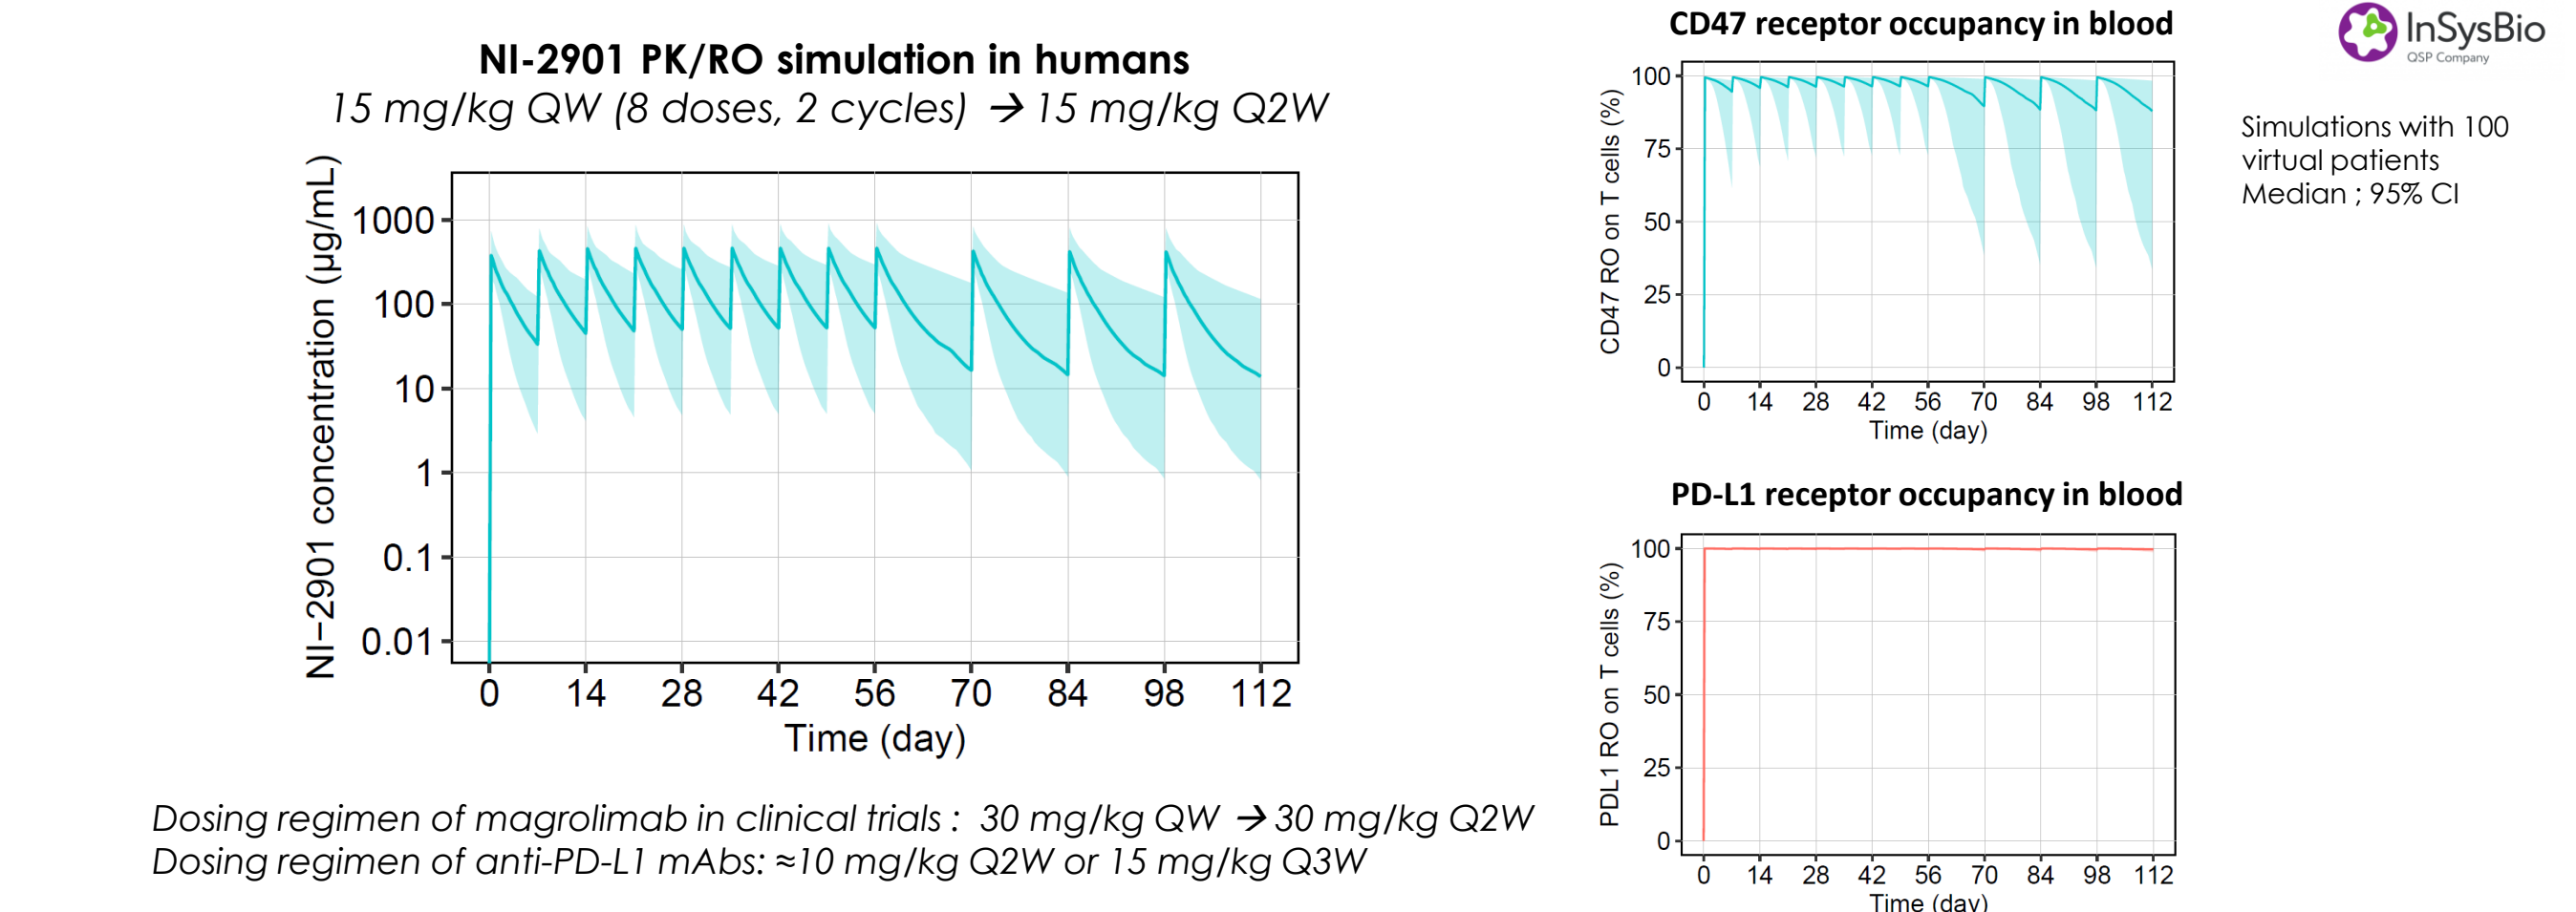 NI-2901 PK/RO simulation in humans
15 mg/kg QW (8 doses, 2 cycles) → 15 mg/kg Q2W
NI−2901 concentration (µg/mL)
1000
100
10
1
0.1
0.01
0 14 28 42 56 70 84 98 112
Time (day)
Dosing regimen of magrolimab in clinical trials : 30 mg/kg QW → 30 mg/kg Q2W
Dosing regimen of anti-PD-L1 mAbs: ≈10 mg/kg Q2W or 15 mg/kg Q3W
CD47 receptor occupancy in blood
CD47 RO on T cells (%)
100
75
50
25
0
0 14 28 42 56 70 84 98 112
Time (day)
PD-L1 receptor occupancy in blood
PDL1 RO on T cells (%)
100
75
50
25
0
0 14 28 42 56 70 84 98 112
Time (day)
InSysBio
QSP Company
Simulations with 100
virtual patients
Median ; 95% CI